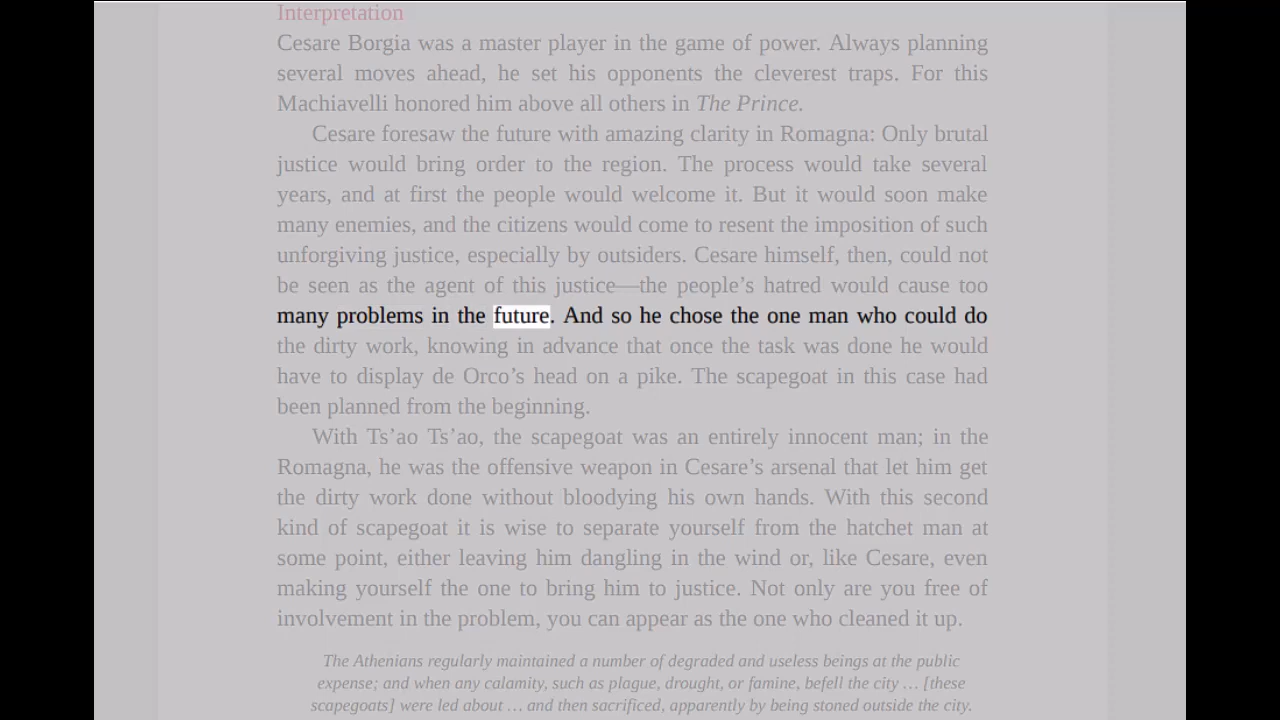 Interpretation
Cesare Borgia was a master player in the game of power. Always planning
several moves ahead, he set his opponents the cleverest traps. For this
Machiavelli honored him above all others in The Prince.
Cesare foresaw the future with amazing clarity in Romagna: Only brutal
justice would bring order to the region. The process would take several
years, and at first the people would welcome it. But it would soon make
many enemies, and the citizens would come to resent the imposition of such
unforgiving justice, especially by outsiders. Cesare himself, then, could not
be seen as the agent of this justice—the people’s hatred would cause too
many problems in the future. And so he chose the one man who could do
the dirty work, knowing in advance that once the task was done he would
have to display de Orco’s head on a pike. The scapegoat in this case had
been planned from the beginning.
With Ts’ao Ts’ao, the scapegoat was an entirely innocent man; in the
Romagna, he was the offensive weapon in Cesare’s arsenal that let him get
the dirty work done without bloodying his own hands. With this second
kind of scapegoat it is wise to separate yourself from the hatchet man at
some point, either leaving him dangling in the wind or, like Cesare, even
making yourself the one to bring him to justice. Not only are you free of
involvement in the problem, you can appear as the one who cleaned it up.
The Athenians regularly maintained a number of degraded and useless beings at the public
expense; and when any calamity, such as plague, drought, or famine, befell the city … [these
scapegoats] were led about … and then sacrificed, apparently by being stoned outside the city.